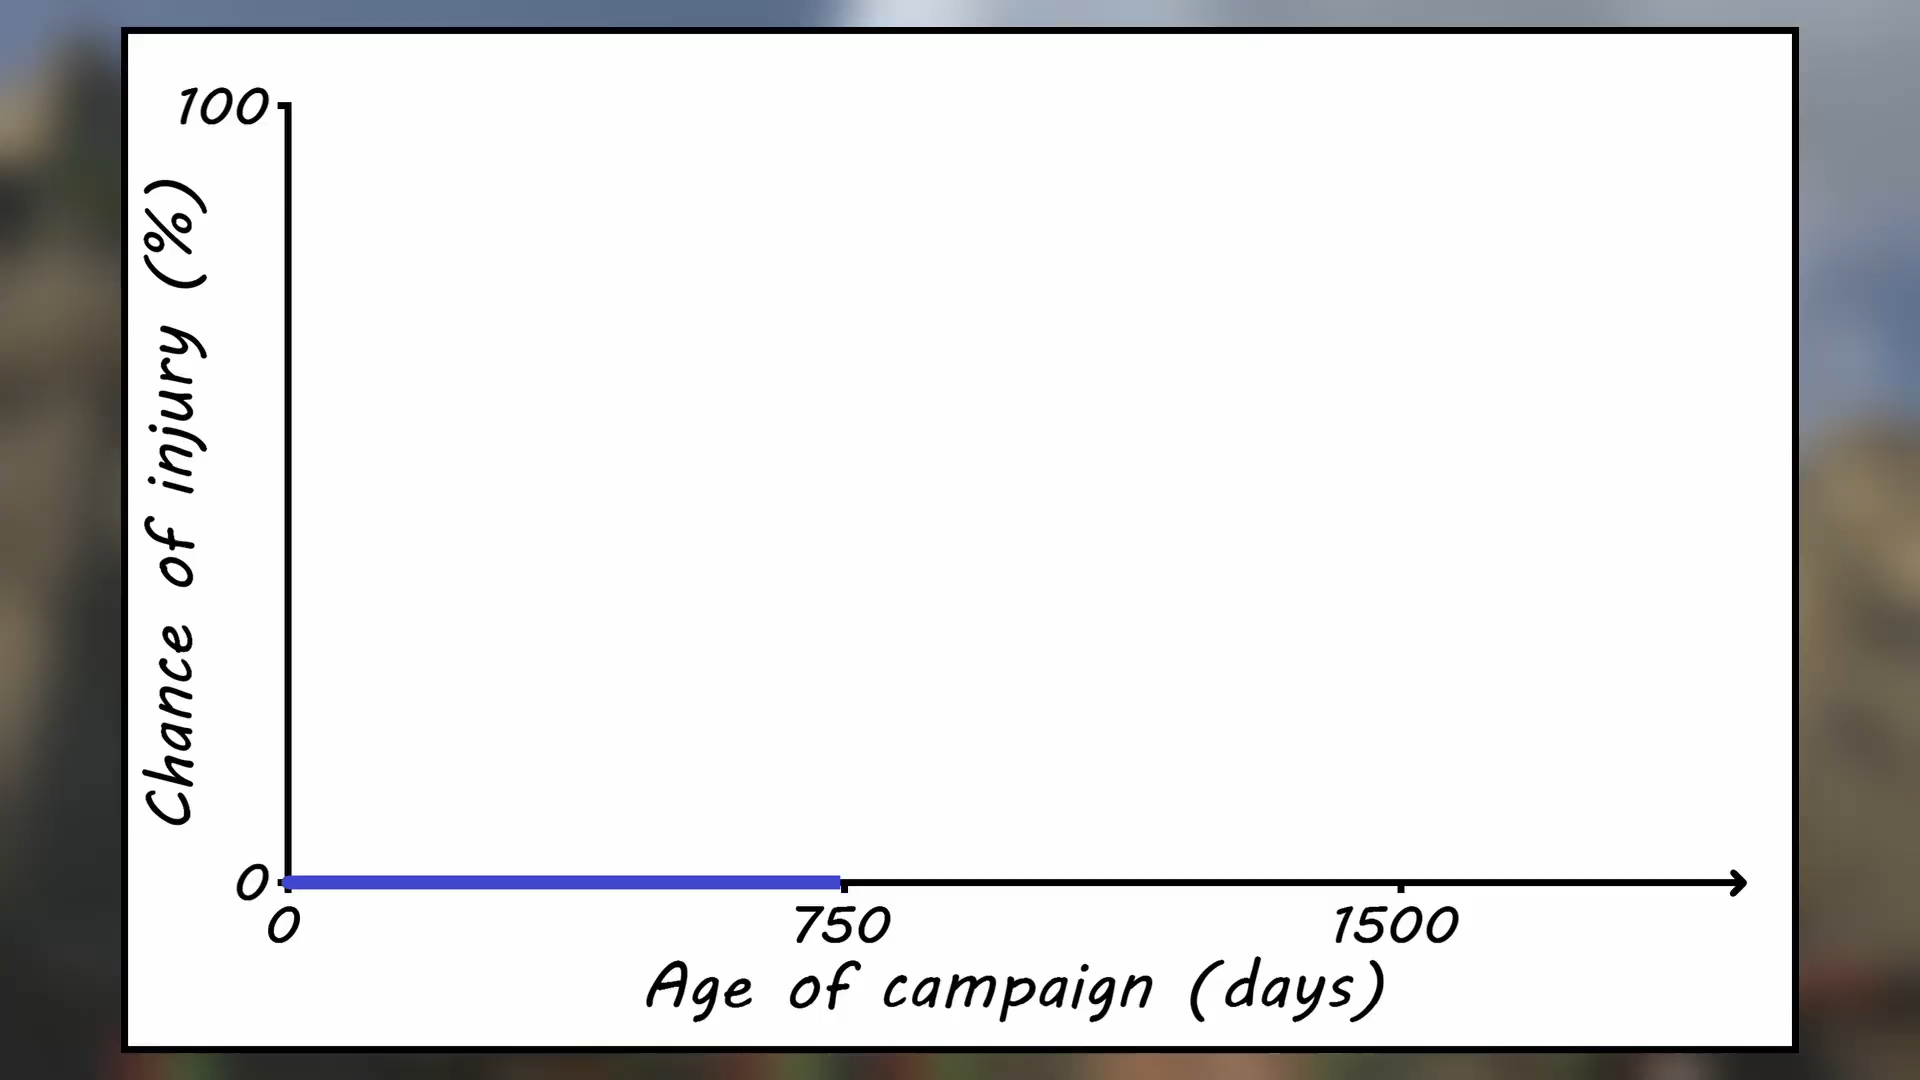 100
Chance of injury (%)
0
0 750 1500
Age of campaign (days)